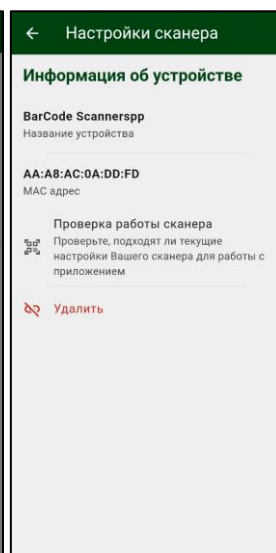 Настройки сканера
Информация об устройстве
BarCode Scannerspp
Название устройства
AA:A8:AC:0A:DD:FD
MAC адрес
Проверка работы сканера
Проверьте, подходят ли текущие
настройки Вашего сканера для работы с
приложением
Удалить